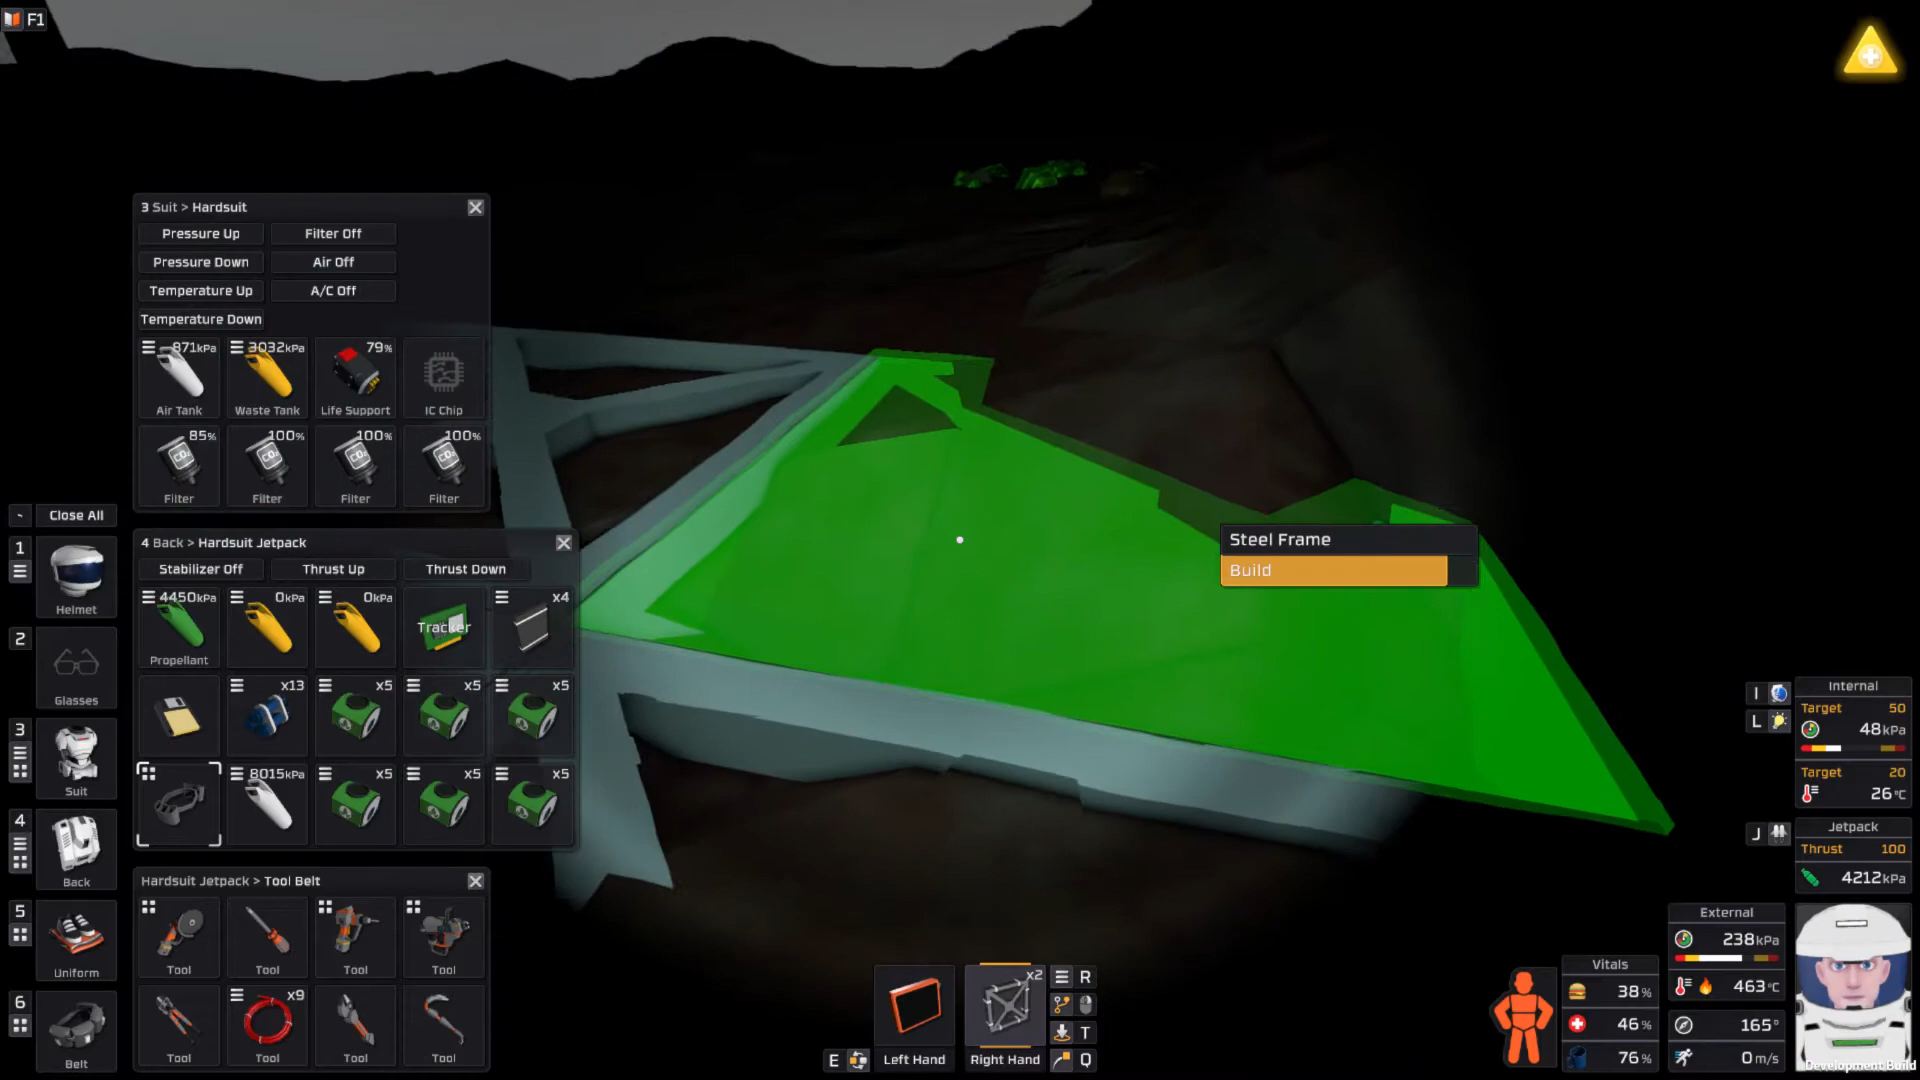 F1
3 Suit > Hardsuit
Pressure Up
Filter Off
Pressure Down
Air Off
Temperature Up
A/C Off
Temperature Down
871kPa
3032kPa
79%
Air Tank
Waste Tank
Life Support
IC Chip
85%
100%
100%
100%
Filter
Filter
Filter
Filter
~
Close All
4 Back > Hardsuit Jetpack
Stabilizer Off
Thrust Up
Thrust Down
4450kPa
0kPa
0kPa
x4
Tracker
Propellant
x13
x5
x5
x5
8015kPa
x5
x5
x5
Hardsuit Jetpack > Tool Belt
Tool
Tool
Tool
Tool
x9
Tool
Tool
Tool
Tool
1
Helmet
2
Glasses
3
Suit
4
Back
5
Uniform
6
Belt
Steel Frame
Build
x2
R
T
E
Left Hand
Right Hand
Q
I
L
Internal
Target 50
48kPa
Target 20
26°C
J
Jetpack
Thrust 100
4212kPa
External
238kPa
463°C
165°
0m/s
Vitals
38%
46%
76%
Development Build